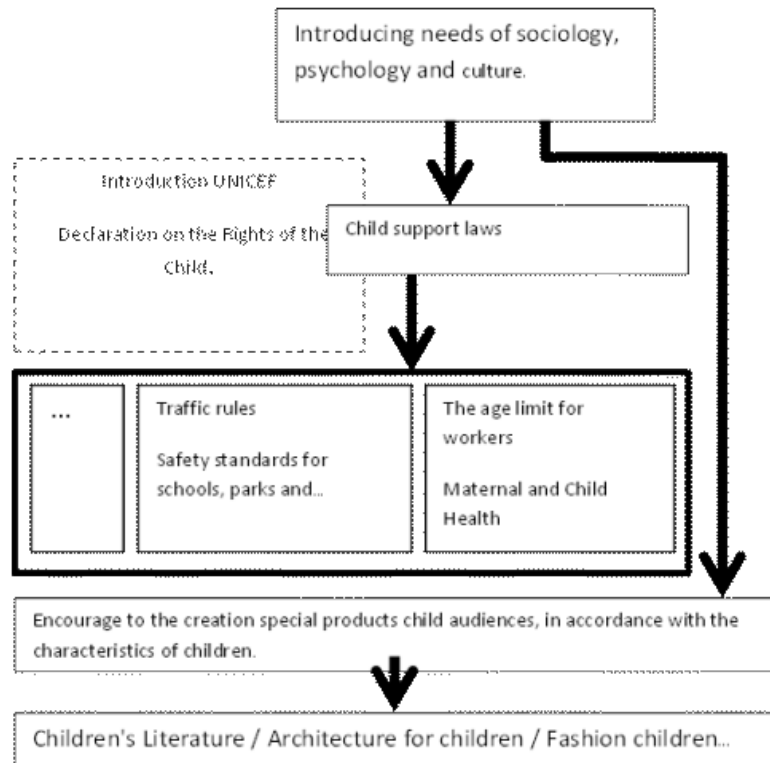 Introducing needs of sociology,
psychology and culture.
Introduction UNICEF
Declaration on the Rights of the
Child.
Child support laws
...
Traffic rules
Safety standards for
schools, parks and...
The age limit for
workers
Maternal and Child
Health
Encourage to the creation special products child audiences, in accordance with the
characteristics of children.
Children's Literature / Architecture for children / Fashion children...